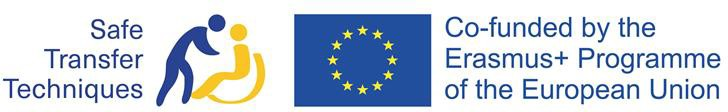 Safe
Transfer
Techniques
Co-funded by the
Erasmus+ Programme
of the European Union